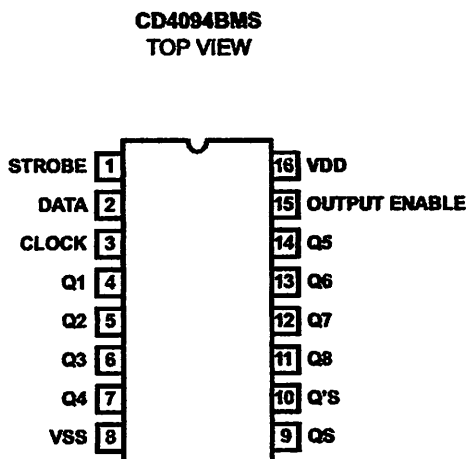 CD4094BMS
TOP VIEW
STROBE 1 16 VDD
DATA 2 15 OUTPUT ENABLE
CLOCK 3 14 Q5
Q1 4 13 Q6
Q2 5 12 Q7
Q3 6 11 Q8
Q4 7 10 Q'S
VSS 8 9 QS